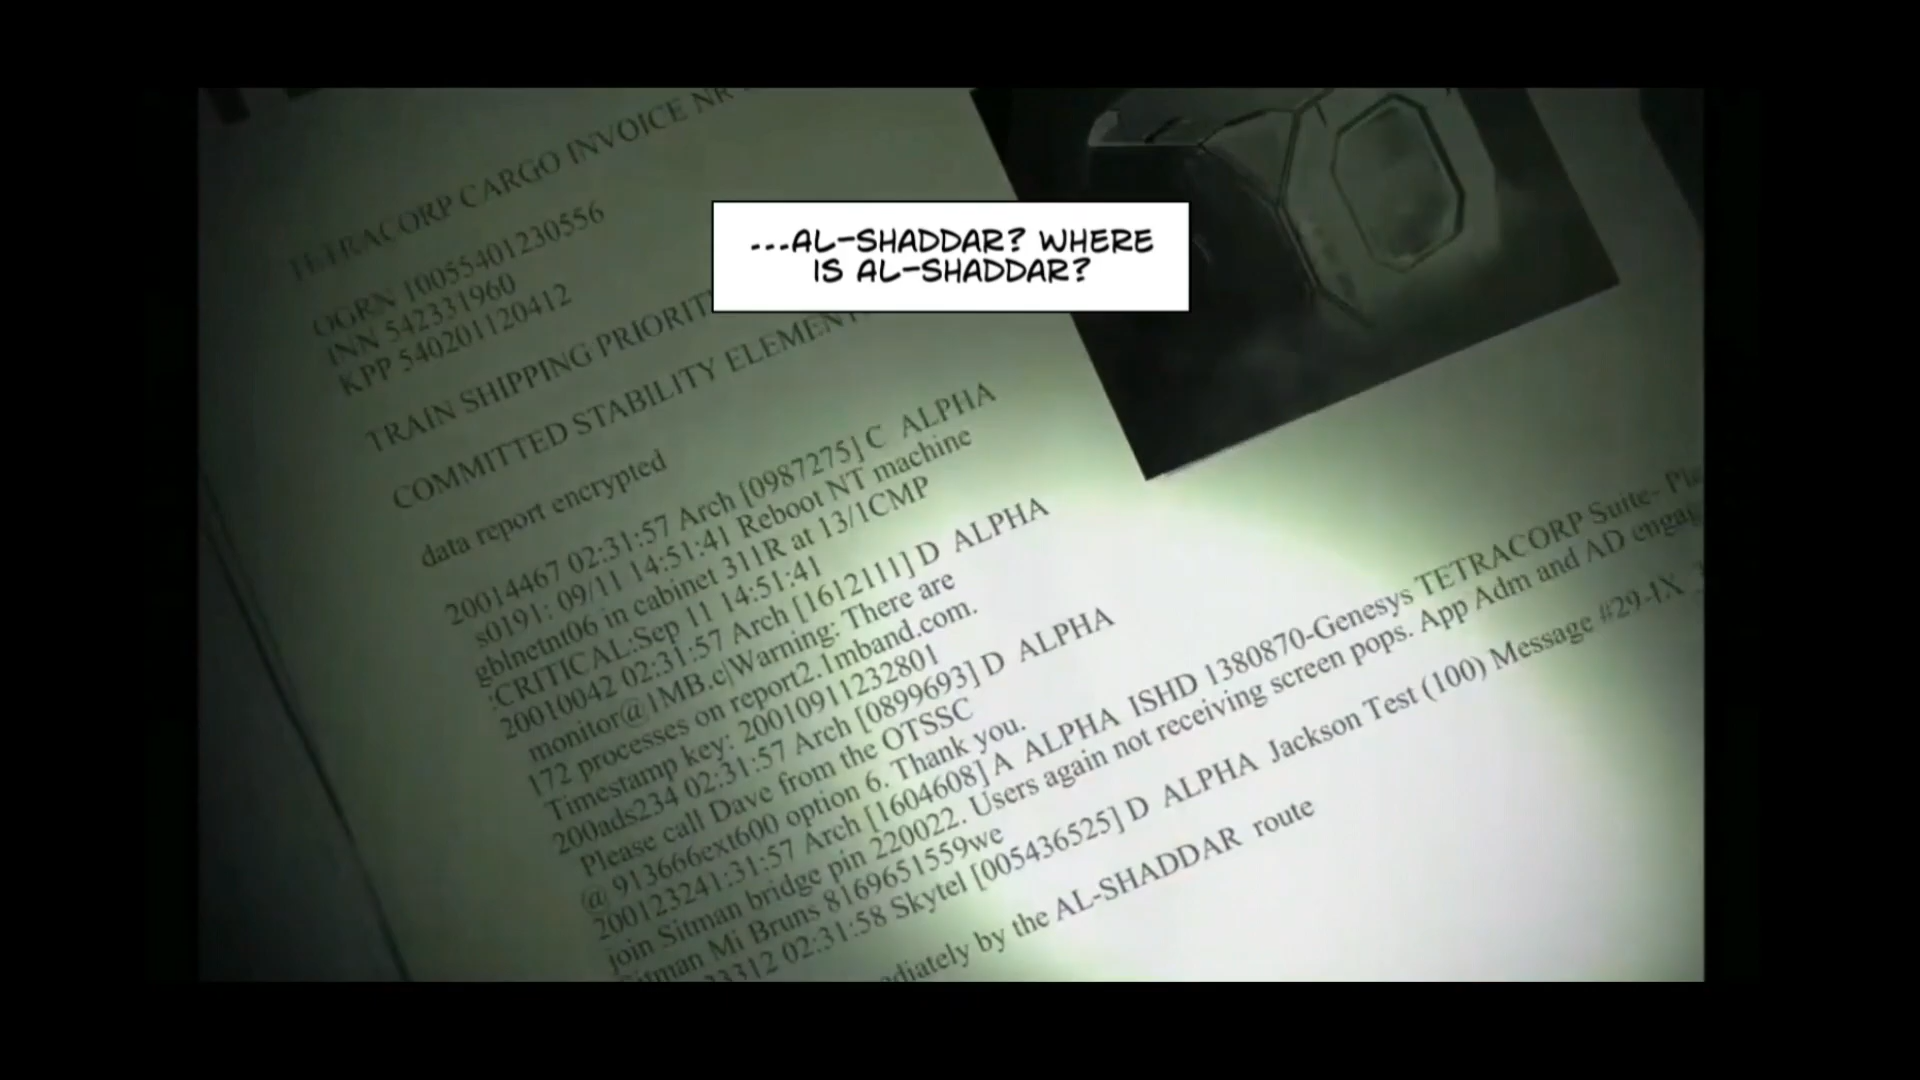 TETRACORP CARGO INVOICE NR
...AL-SHADDAR? WHERE
IS AL-SHADDAR?
OGRN 10055401230556
INN 542331960
KPP 540201120412
TRAIN SHIPPING
COMMITTED STABILITY
data report encrypted
20014467 02:31:57 Arch [0987275] C ALPHA
s0191: 09/11 14:51:41 Reboot NT machine
gblnetnt06 in cabinet 311R at 13/1CMP
:CRITICAL:Sep 11 14:51:41
20010042 02:31:57 Arch [1612111] D ALPHA
monitor@1MB.c|Warning: There are
172 processes on report2.1mband.com.
Timestamp key: 2001091123280​1
200ads234 02:31:57 Arch [0899693] D ALPHA
Please call Dave from the OTSSC
@ 913666ext600 option 6. Thank you.
200123241:31:57 Arch [1604608] A ALPHA ISHD 1380870-Genesys TETRACORP Suite-
join Sitman bridge pin 220022. Users again not receiving screen pops. App Adm and AD
Sitman Mi Bruns 8169651559we
02:31:58 Skytel [005436525] D ALPHA Jackson Test (100) Message #29-IX
by the AL-SHADDAR route